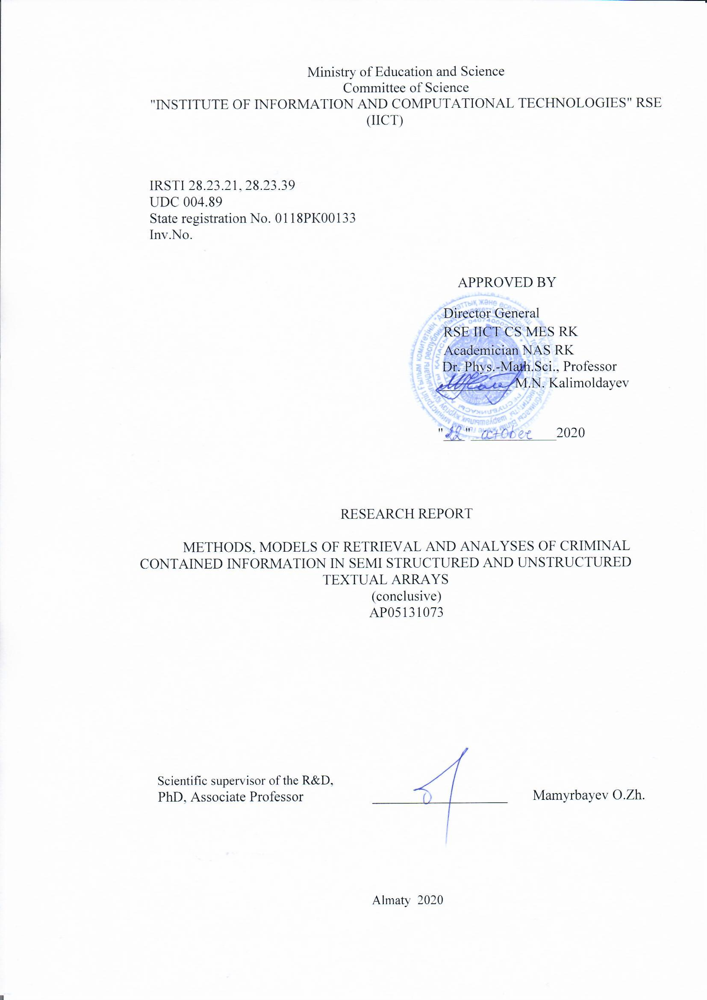 Ministry of Education and Science
Committee of Science
"INSTITUTE OF INFORMATION AND COMPUTATIONAL TECHNOLOGIES" RSE
(IICT)
IRSTI 28.23.21, 28.23.39
UDC 004.89
State registration No. 0118РК00133
Inv.No.
APPROVED BY
Director General
RSE IICT CS MES RK
Academician NAS RK
Dr. Phys.-Math.Sci., Professor
M.N. Kalimoldayev
"22" october 2020
RESEARCH REPORT
METHODS, MODELS OF RETRIEVAL AND ANALYSES OF CRIMINAL
CONTAINED INFORMATION IN SEMI STRUCTURED AND UNSTRUCTURED
TEXTUAL ARRAYS
(conclusive)
AP05131073
Scientific supervisor of the R&D,
PhD, Associate Professor
Mamyrbayev O.Zh.
Almaty 2020